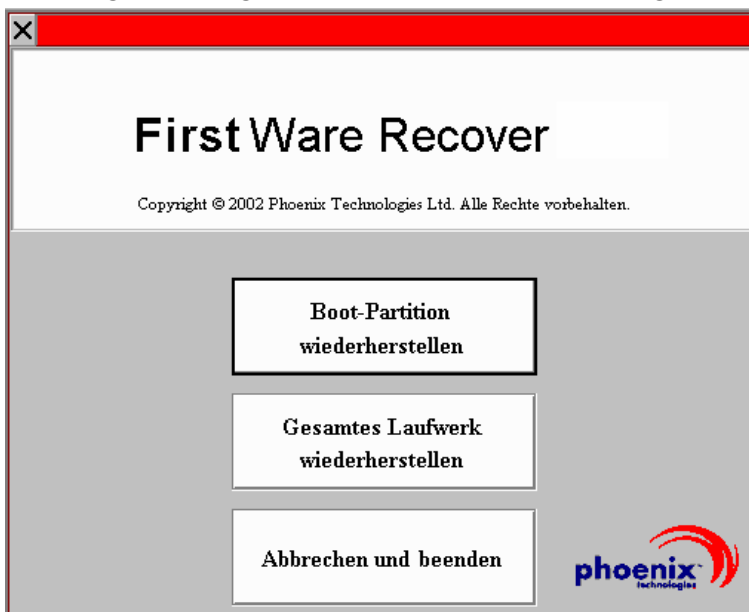 First Ware Recover
Copyright © 2002 Phoenix Technologies Ltd. Alle Rechte vorbehalten.
Boot-Partition
wiederherstellen
Gesamtes Laufwerk
wiederherstellen
Abbrechen und beenden
phoenix
technologies